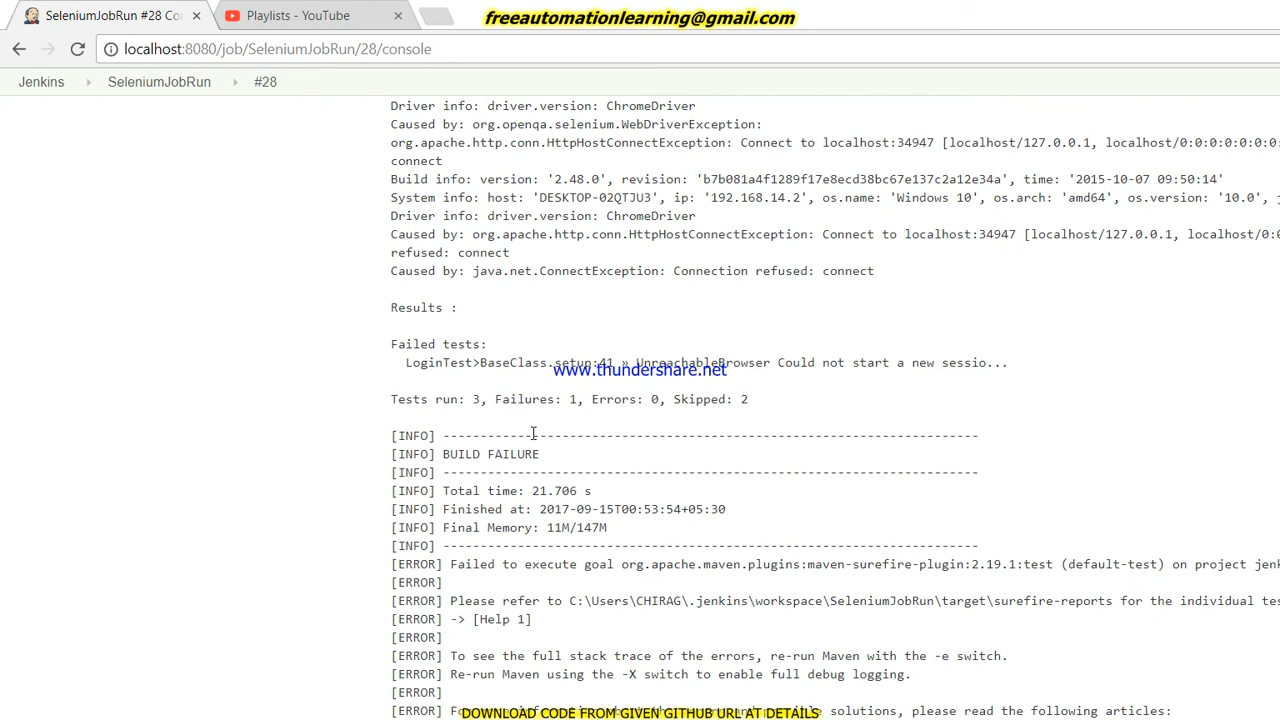 SeleniumJobRun #28 Co
Playlists - YouTube
freeautomationlearning@gmail.com
localhost:8080/job/SeleniumJobRun/28/console
Jenkins
SeleniumJobRun
#28
Driver info: driver.version: ChromeDriver
Caused by: org.openqa.selenium.WebDriverException:
org.apache.http.conn.HttpHostConnectException: Connect to localhost:34947 [localhost/127.0.0.1, localhost/0:0:0:0:0:0:0:
connect
Build info: version: '2.48.0', revision: 'b7b081a4f1289f17e8ecd38bc67e137c2a12e34a', time: '2015-10-07 09:50:14'
System info: host: 'DESKTOP-02QTJU3', ip: '192.168.14.2', os.name: 'Windows 10', os.arch: 'amd64', os.version: '10.0', j
Driver info: driver.version: ChromeDriver
Caused by: org.apache.http.conn.HttpHostConnectException: Connect to localhost:34947 [localhost/127.0.0.1, localhost/0:0
refused: connect
Caused by: java.net.ConnectException: Connection refused: connect
Results :
Failed tests:
LoginTest>BaseClass.setup:41 » UnreachableBrowser Could not start a new sessio...
www.thundershare.net
Tests run: 3, Failures: 1, Errors: 0, Skipped: 2
[INFO] ------------------------------------------------------------------------
[INFO] BUILD FAILURE
[INFO] ------------------------------------------------------------------------
[INFO] Total time: 21.706 s
[INFO] Finished at: 2017-09-15T00:53:54+05:30
[INFO] Final Memory: 11M/147M
[INFO] ------------------------------------------------------------------------
[ERROR] Failed to execute goal org.apache.maven.plugins:maven-surefire-plugin:2.19.1:test (default-test) on project jenk
[ERROR]
[ERROR] Please refer to C:\Users\CHIRAG\.jenkins\workspace\SeleniumJobRun\target\surefire-reports for the individual tes
[ERROR] -> [Help 1]
[ERROR]
[ERROR] To see the full stack trace of the errors, re-run Maven with the -e switch.
[ERROR] Re-run Maven using the -X switch to enable full debug logging.
[ERROR]
[ERROR] solutions, please read the following articles:
DOWNLOAD CODE FROM GIVEN GITHUB URL AT DETAILS